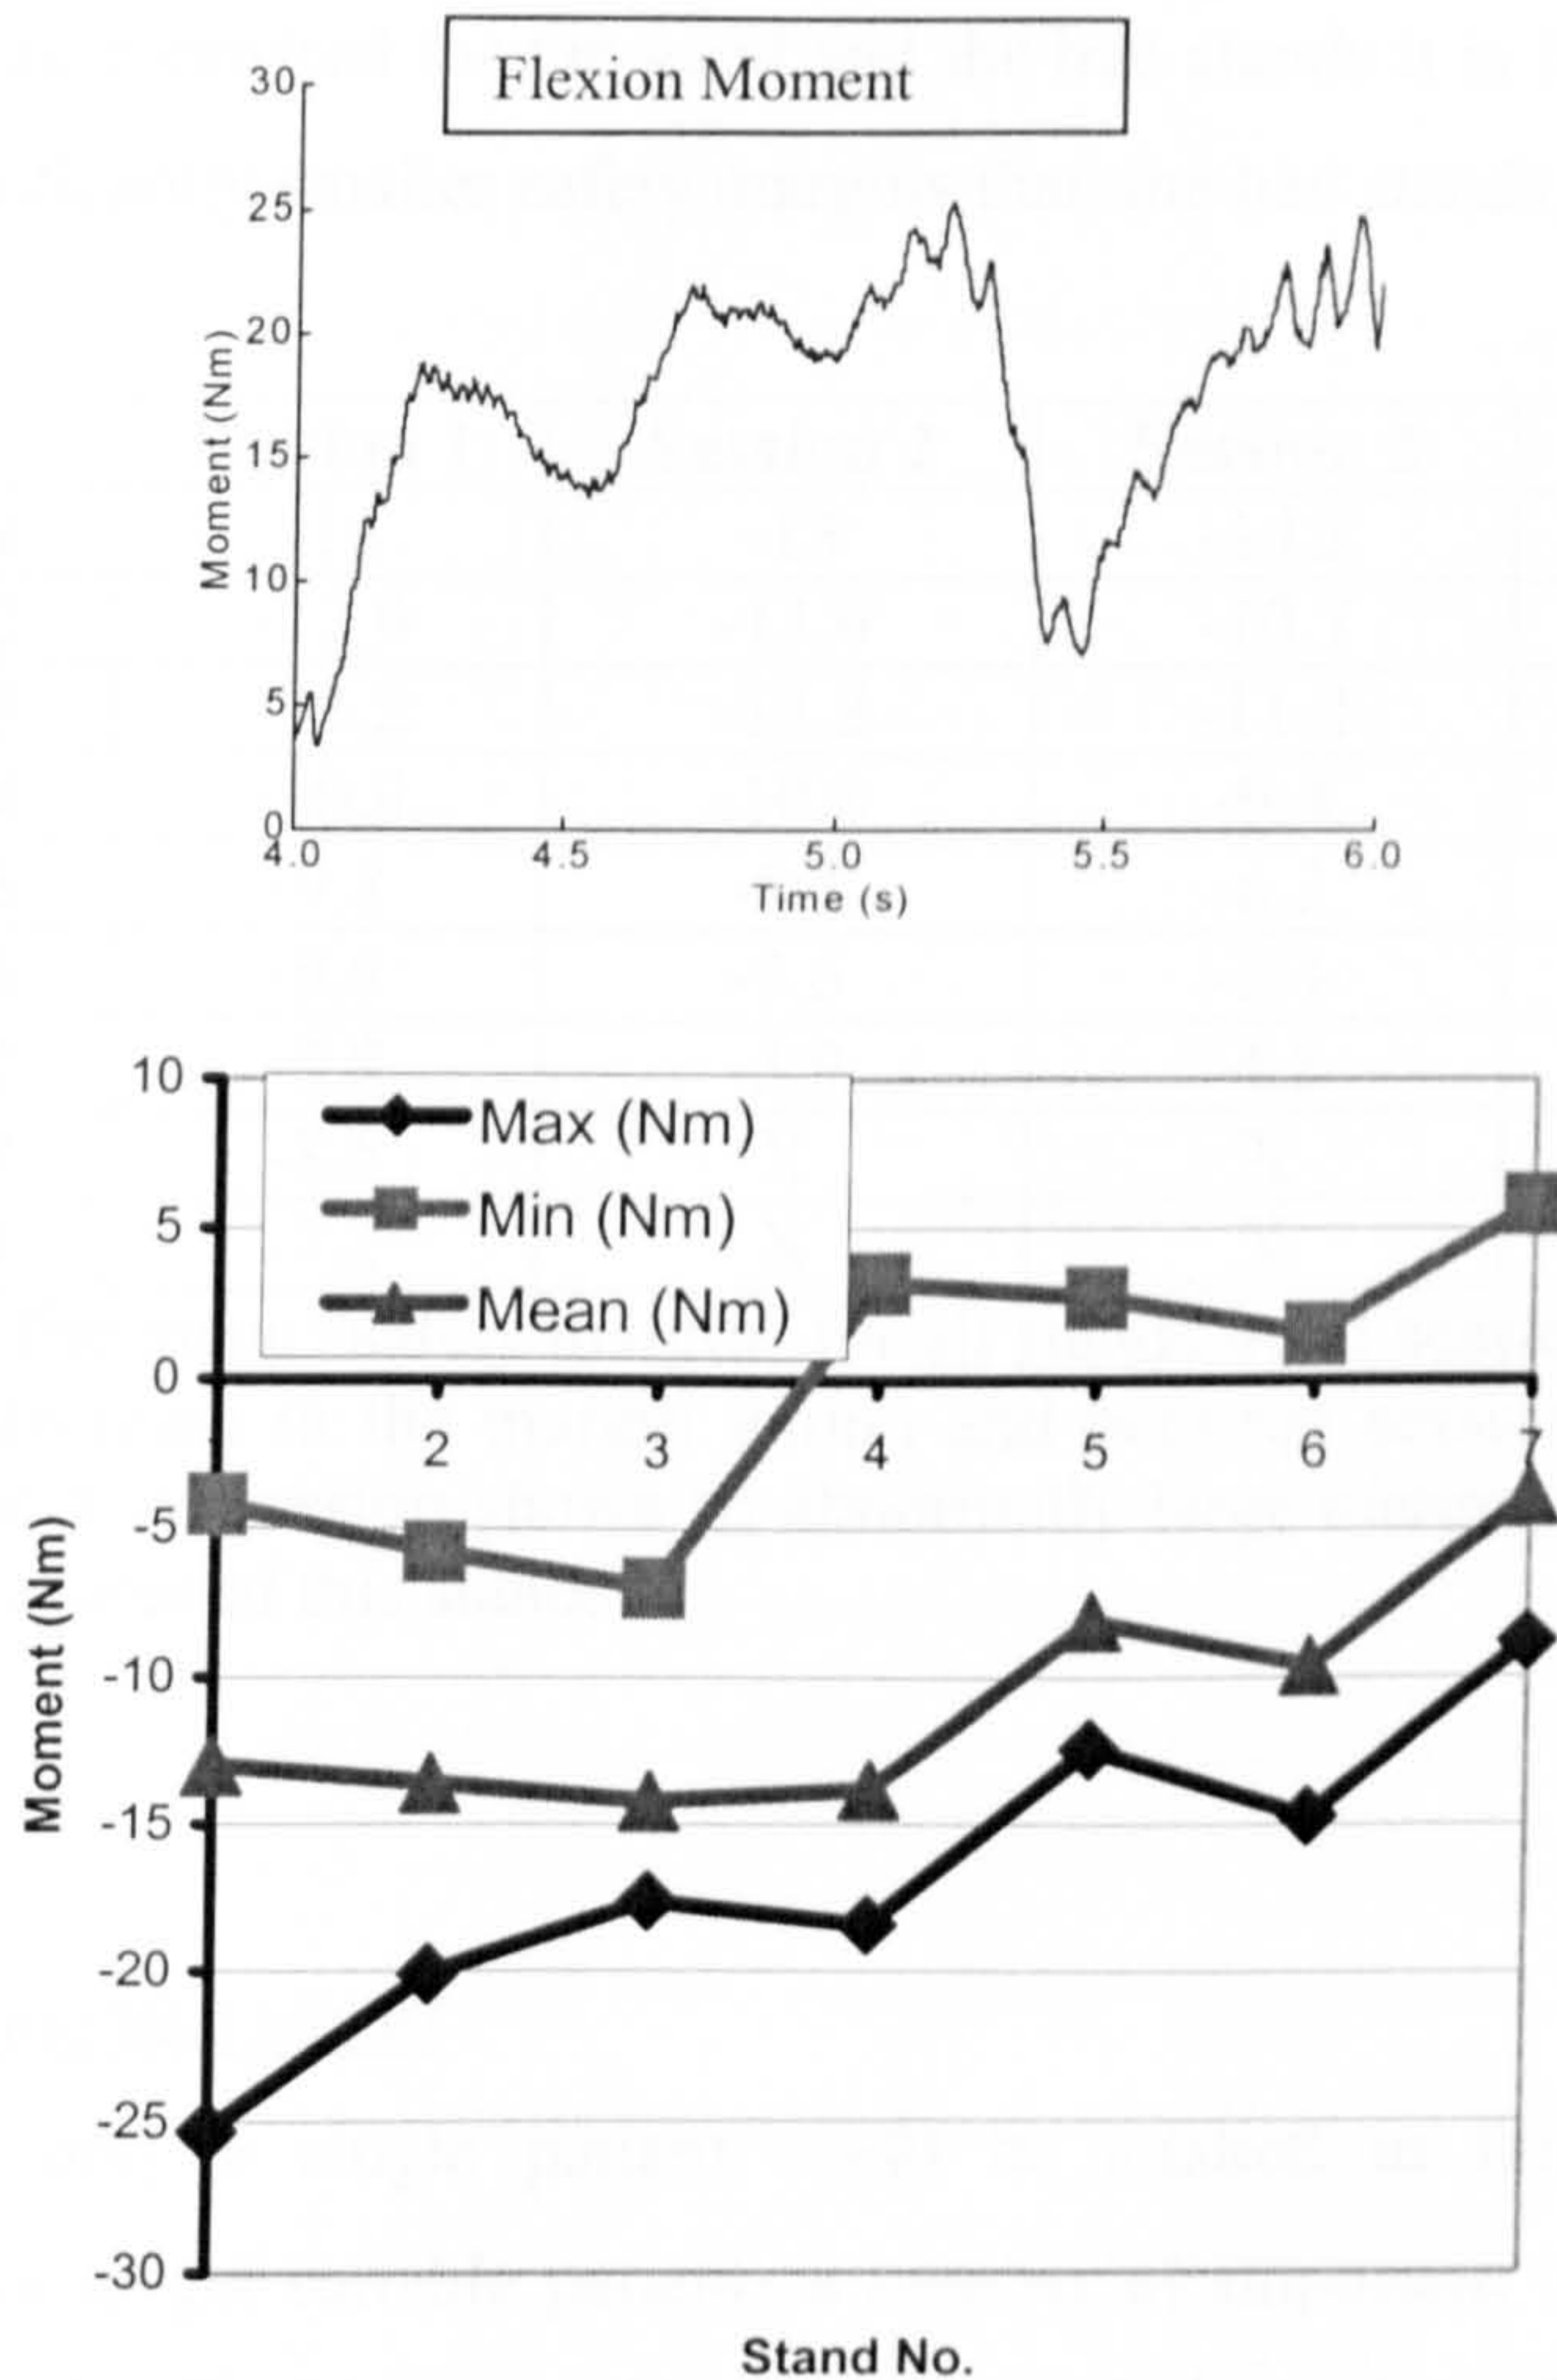 Flexion Moment
30
25
20
15
10
5
0
Moment (Nm)
4.0 4.5 5.0 5.5 6.0
Time (s)
10
5
0
-5
-10
-15
-20
-25
-30
Max (Nm)
Min (Nm)
Mean (Nm)
2 3 4 5 6 7
Moment (Nm)
Stand No.